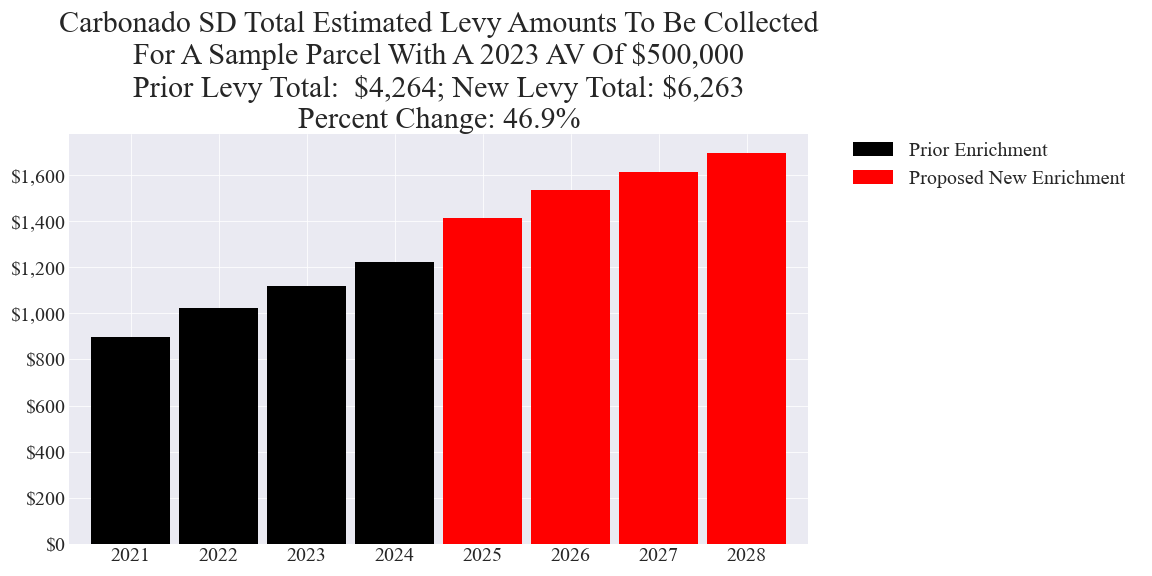 Carbonado SD Total Estimated Levy Amounts To Be Collected
For A Sample Parcel With A 2023 AV Of $500,000
Prior Levy Total:  $4,264; New Levy Total: $6,263
Percent Change: 46.9%
Prior Enrichment
Proposed New Enrichment
$1,600
$1,400
$1,200
$1,000
$800
$600
$400
$200
$0
2021 2022 2023 2024 2025 2026 2027 2028